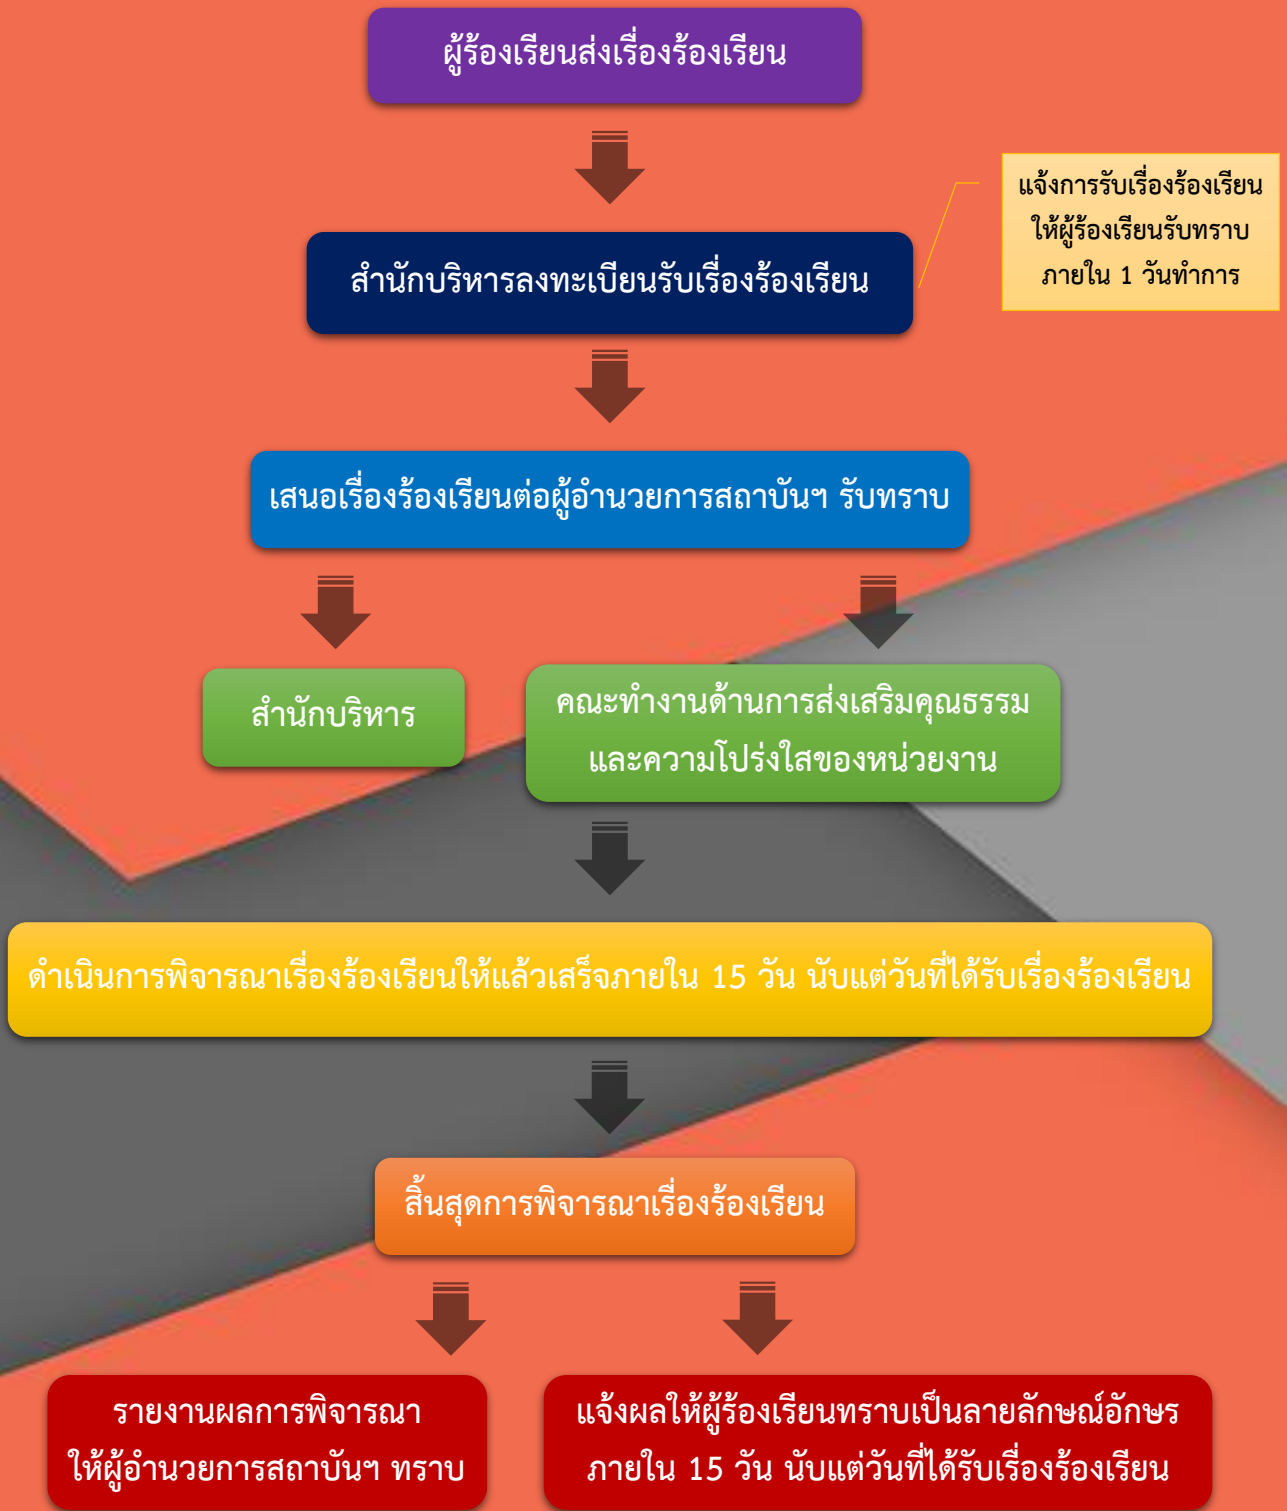 ผู้ร้องเรียนส่งเรื่องร้องเรียน
แจ้งการรับเรื่องร้องเรียน
ให้ผู้ร้องเรียนรับทราบ
ภายใน 1 วันทำการ
สำนักบริหารลงทะเบียนรับเรื่องร้องเรียน
เสนอเรื่องร้องเรียนต่อผู้อำนวยการสถาบันฯ รับทราบ
สำนักบริหาร
คณะทำงานด้านการส่งเสริมคุณธรรม
และความโปร่งใสของหน่วยงาน
ดำเนินการพิจารณาเรื่องร้องเรียนให้แล้วเสร็จภายใน 15 วัน นับแต่วันที่ได้รับเรื่องร้องเรียน
สิ้นสุดการพิจารณาเรื่องร้องเรียน
รายงานผลการพิจารณา
ให้ผู้อำนวยการสถาบันฯ ทราบ
แจ้งผลให้ผู้ร้องเรียนทราบเป็นลายลักษณ์อักษร
ภายใน 15 วัน นับแต่วันที่ได้รับเรื่องร้องเรียน